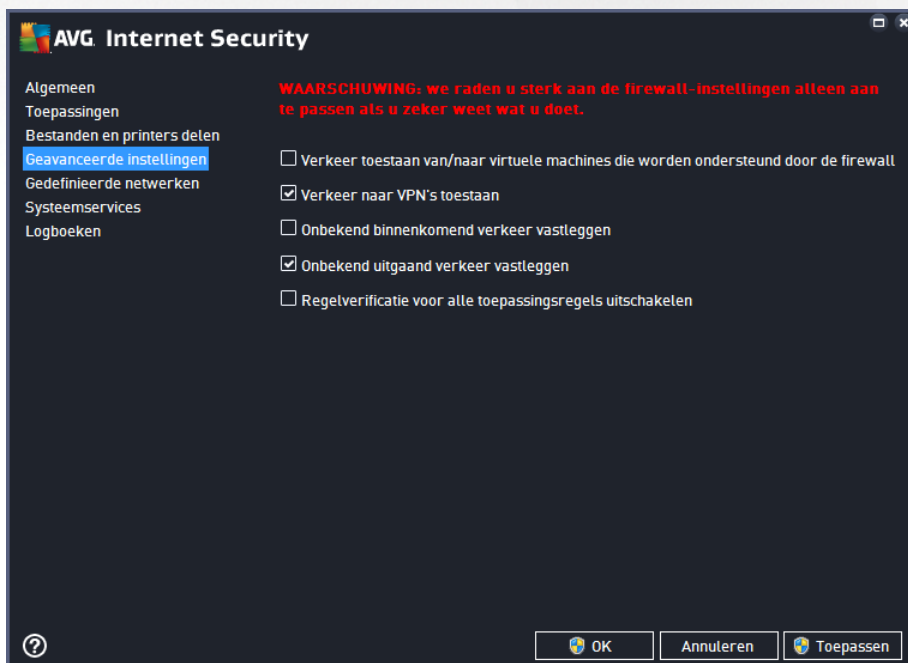 AVG. Internet Security
Algemeen
Toepassingen
Bestanden en printers delen
Geavanceerde instellingen
Gedefinieerde netwerken
Systeemservices
Logboeken
WAARSCHUWING: we raden u sterk aan de firewall-instellingen alleen aan
te passen als u zeker weet wat u doet.
Verkeer toestaan van/naar virtuele machines die worden ondersteund door de firewall
Verkeer naar VPN's toestaan
Onbekend binnenkomend verkeer vastleggen
Onbekend uitgaand verkeer vastleggen
Regelverificatie voor alle toepassingsregels uitschakelen
?
OK
Annuleren
Toepassen